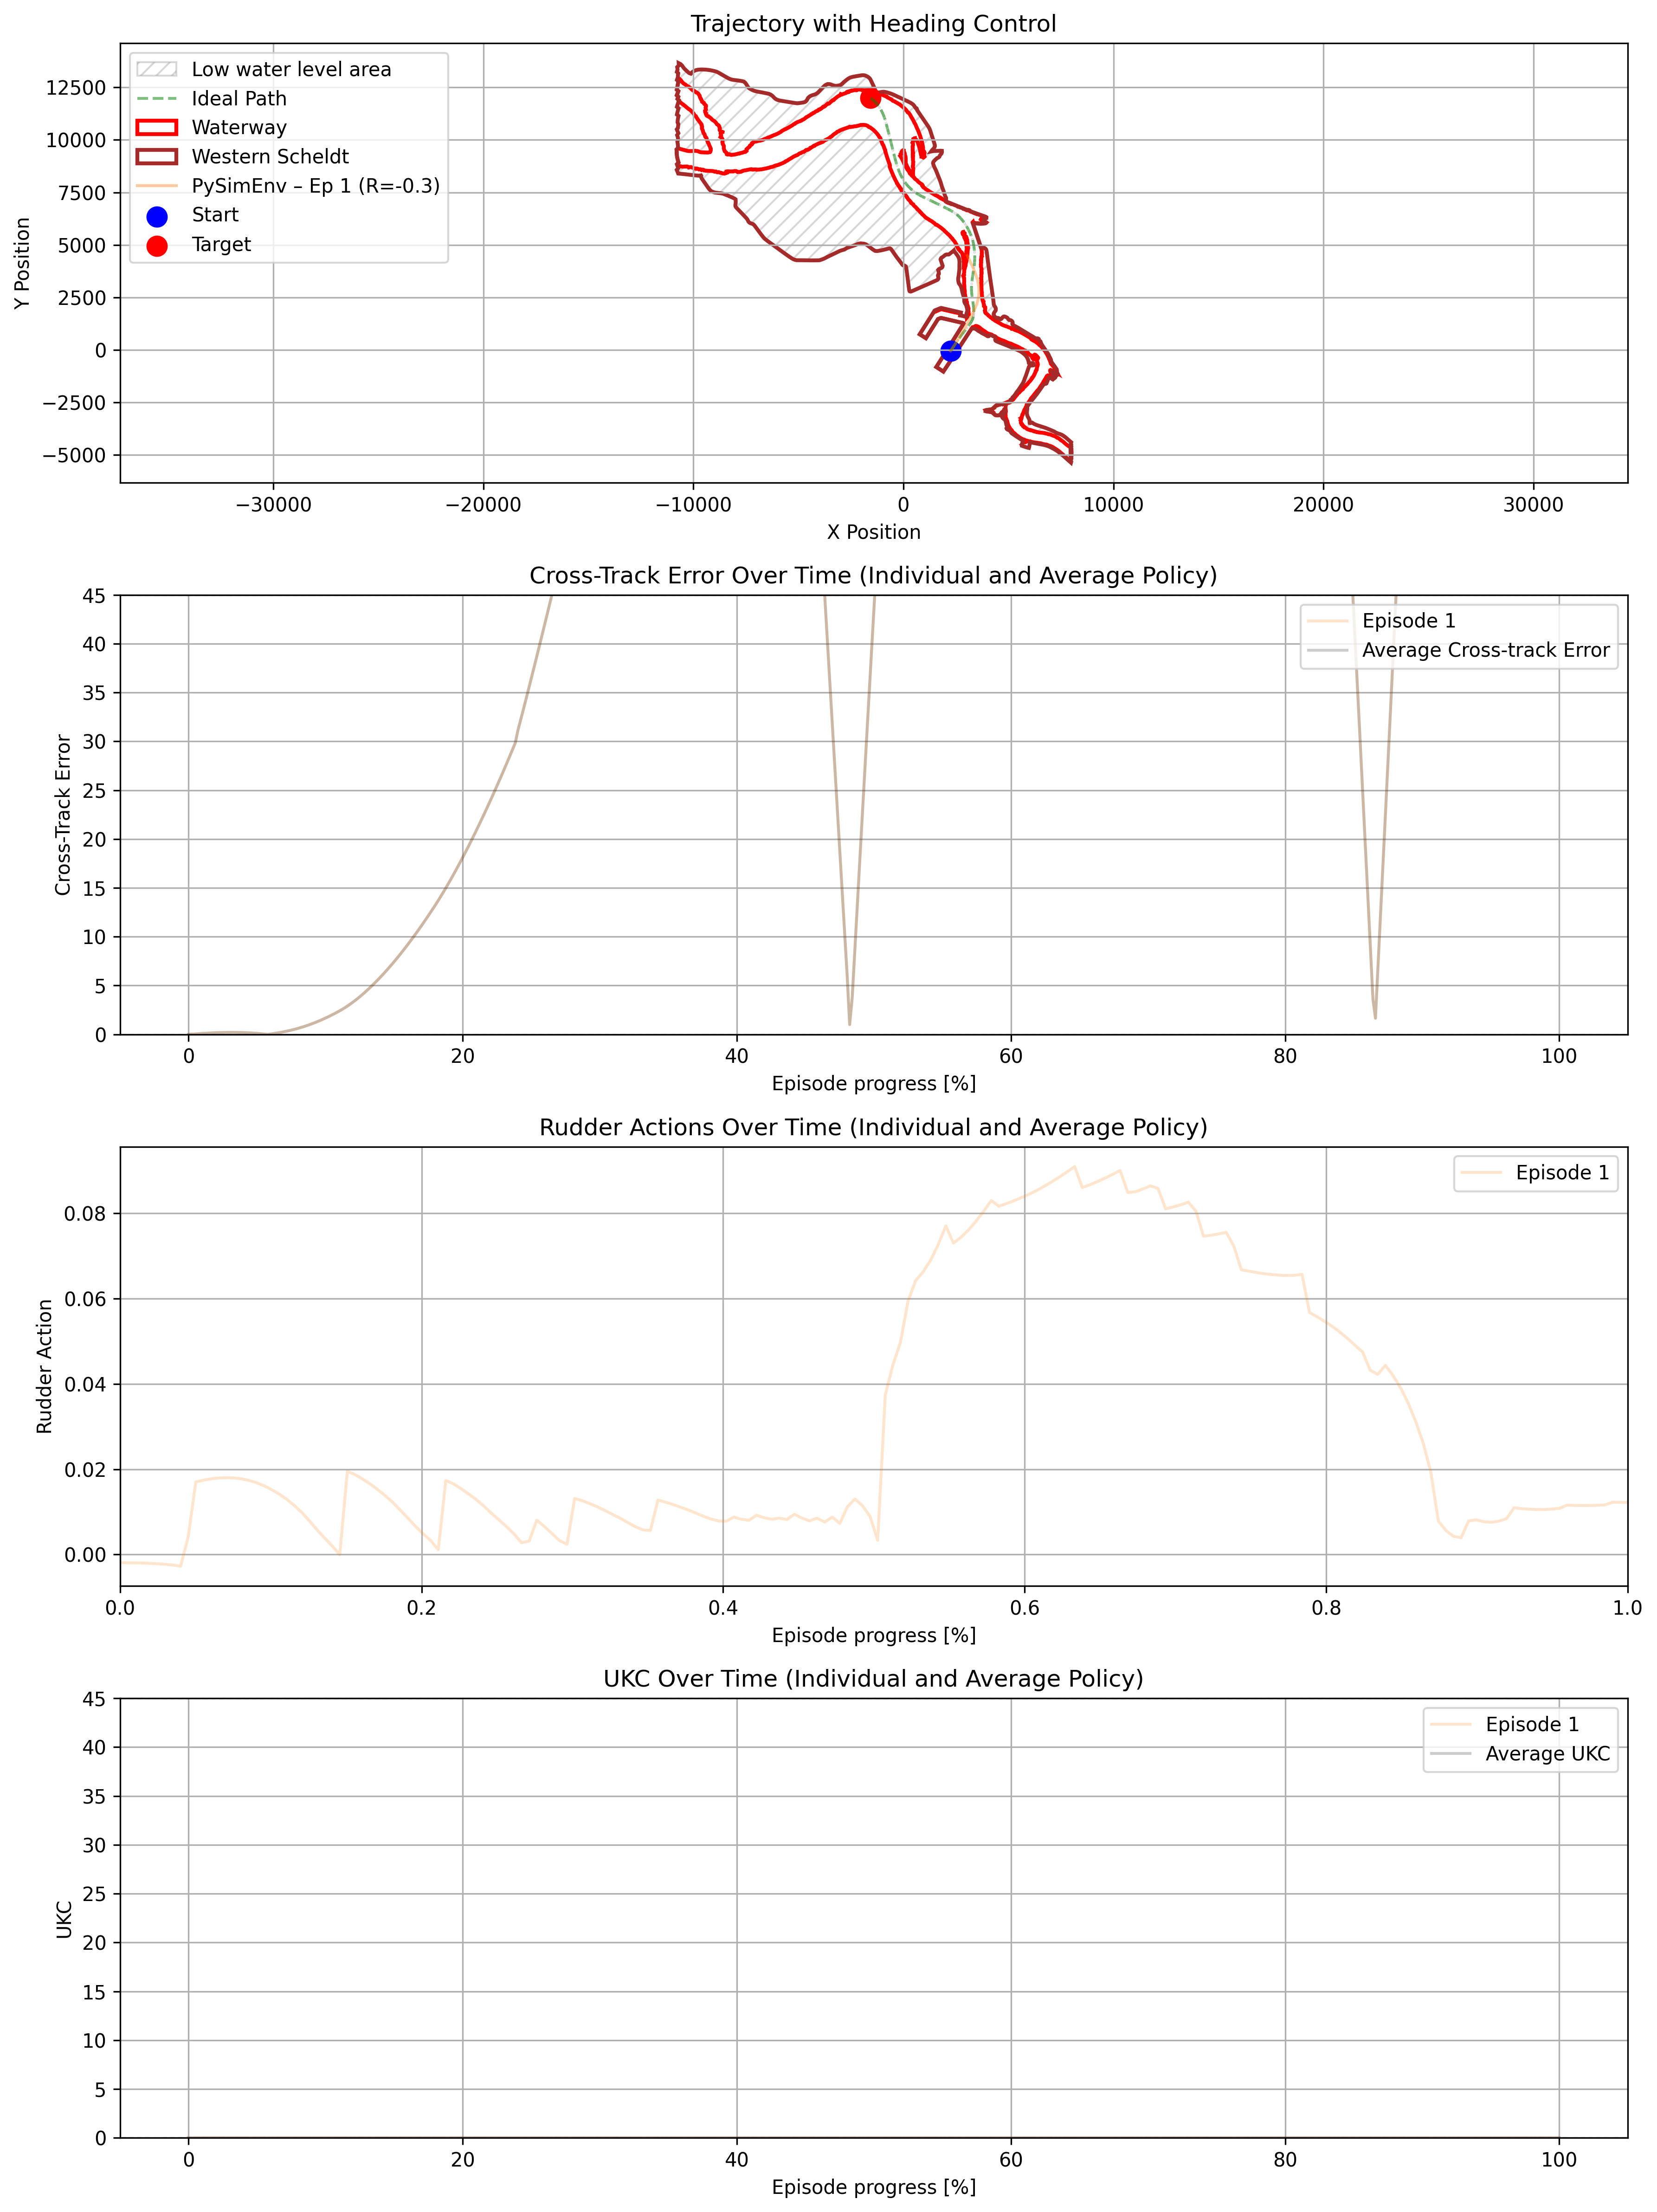 Trajectory with Heading Control
Low water level area
Ideal Path
Waterway
Western Scheldt
PySimEnv – Ep 1 (R=-0.3)
Start
Target
Y Position
12500
10000
7500
5000
2500
0
−2500
−5000
−30000 −20000 −10000 0 10000 20000 30000
X Position
Cross-Track Error Over Time (Individual and Average Policy)
Episode 1
Average Cross-track Error
Cross-Track Error
45
40
35
30
25
20
15
10
5
0
0 20 40 60 80 100
Episode progress [%]
Rudder Actions Over Time (Individual and Average Policy)
Episode 1
Rudder Action
0.08
0.06
0.04
0.02
0.00
0.0 0.2 0.4 0.6 0.8 1.0
Episode progress [%]
UKC Over Time (Individual and Average Policy)
Episode 1
Average UKC
UKC
45
40
35
30
25
20
15
10
5
0
0 20 40 60 80 100
Episode progress [%]